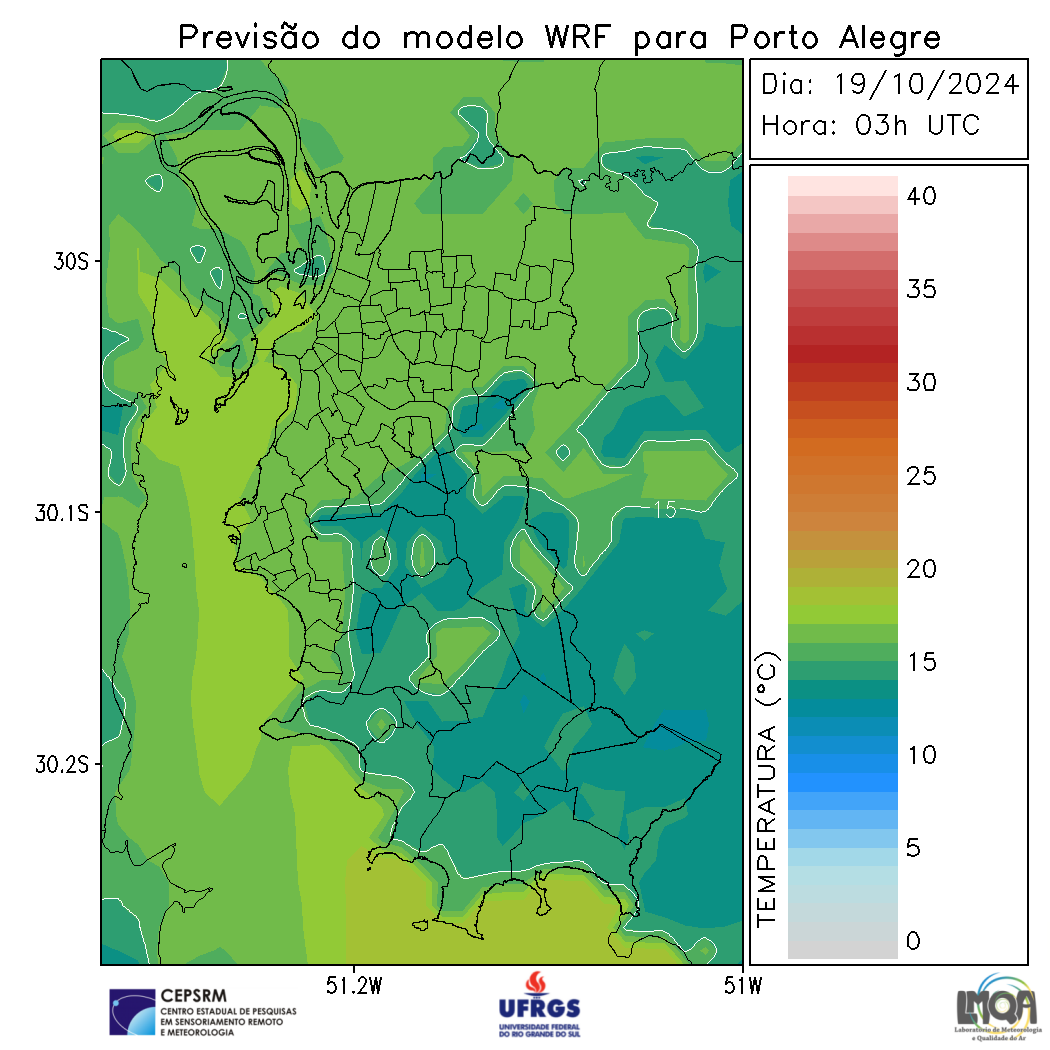 Previsão do modelo WRF para Porto Alegre
Dia: 19/10/2024
Hora: 03h UTC
40
35
30
25
20
15
10
5
0
TEMPERATURA (°C)
30S
30.1S
30.2S
15
51.2W
51W
CEPSRM
CENTRO ESTADUAL DE PESQUISAS
EM SENSORIAMENTO REMOTO
E METEOROLOGIA
UFRGS
UNIVERSIDADE FEDERAL
DO RIO GRANDE DO SUL
LMQA
Laboratório de Meteorologia
e Qualidade do Ar